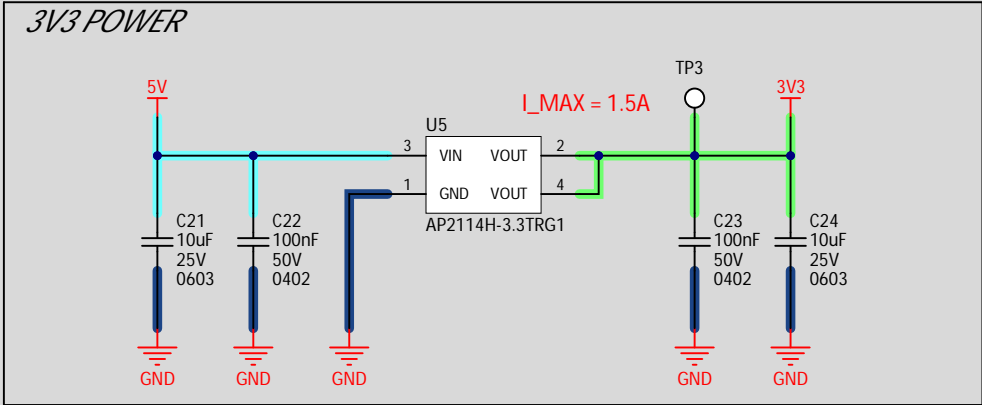 3V3 POWER
5V
TP3
I_MAX = 1.5A
3V3
U5
3 VIN VOUT 2
1 GND VOUT 4
AP2114H-3.3TRG1
C21
10uF
25V
0603
C22
100nF
50V
0402
C23
100nF
50V
0402
C24
10uF
25V
0603
GND
GND
GND
GND
GND